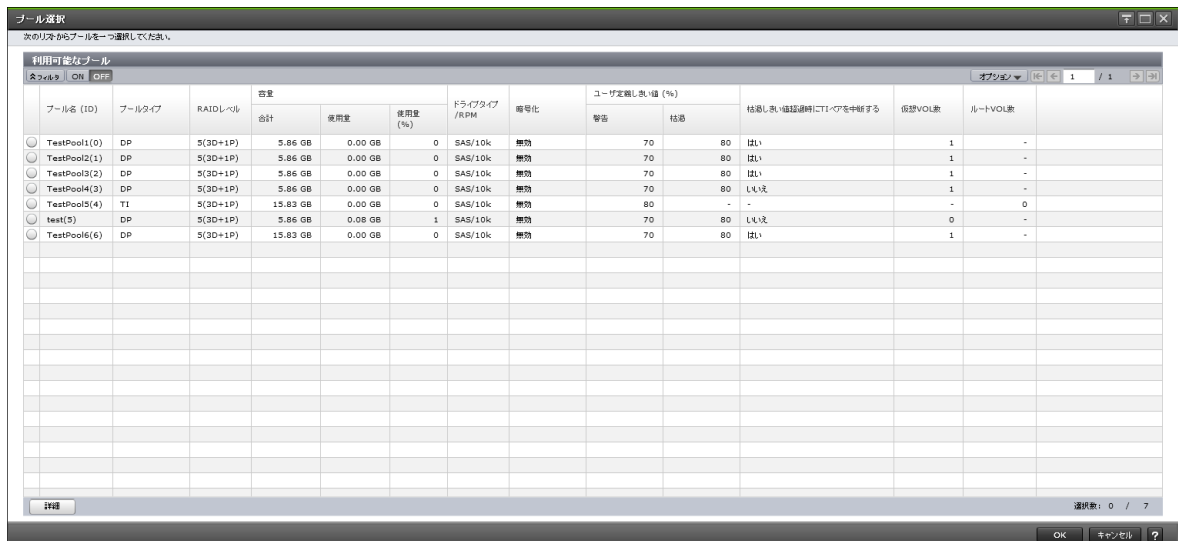 プール選択
次のリストからプールを一つ選択してください。
利用可能なプール
フィルタ ON OFF オプション 1 / 1
プール名 (ID) プールタイプ RAIDレベル 容量 ドライブタイプ/RPM 暗号化 ユーザ定義しきい値 (%) 枯渇しきい値超過時にTIペアを中断する 仮想VOL数 ルートVOL数
合計 使用量 使用量 (%) 警告 枯渇
TestPool1(0) DP 5(3D+1P) 5.86 GB 0.00 GB 0 SAS/10k 無効 70 80 はい 1 -
TestPool2(1) DP 5(3D+1P) 5.86 GB 0.00 GB 0 SAS/10k 無効 70 80 はい 1 -
TestPool3(2) DP 5(3D+1P) 5.86 GB 0.00 GB 0 SAS/10k 無効 70 80 はい 1 -
TestPool4(3) DP 5(3D+1P) 5.86 GB 0.00 GB 0 SAS/10k 無効 70 80 いいえ 1 -
TestPool5(4) TI 5(3D+1P) 15.83 GB 0.00 GB 0 SAS/10k 無効 80 - - - 0
test(5) DP 5(3D+1P) 5.86 GB 0.08 GB 1 SAS/10k 無効 70 80 いいえ 0 -
TestPool6(6) DP 5(3D+1P) 15.83 GB 0.00 GB 0 SAS/10k 無効 70 80 はい 1 -
詳細 選択数: 0 / 7
OK キャンセル ?